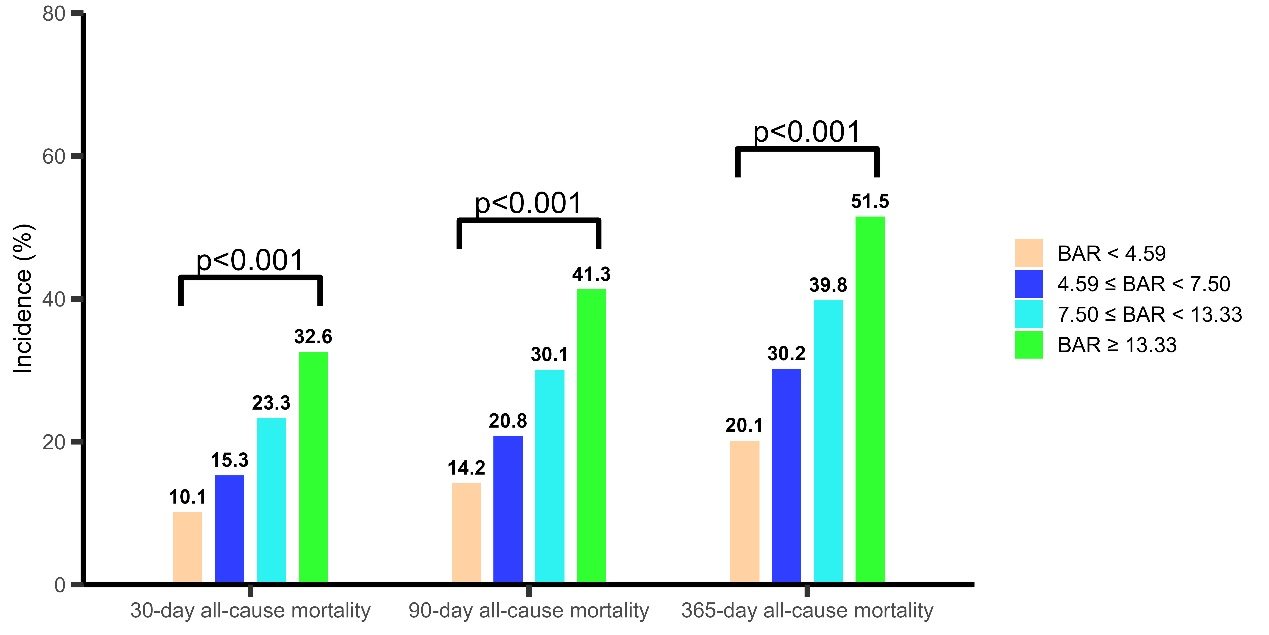 80
60
40
20
0
Incidence (%)
p<0.001
10.1
15.3
23.3
32.6
p<0.001
14.2
20.8
30.1
41.3
p<0.001
20.1
30.2
39.8
51.5
30-day all-cause mortality
90-day all-cause mortality
365-day all-cause mortality
BAR < 4.59
4.59 ≤ BAR < 7.50
7.50 ≤ BAR < 13.33
BAR ≥ 13.33